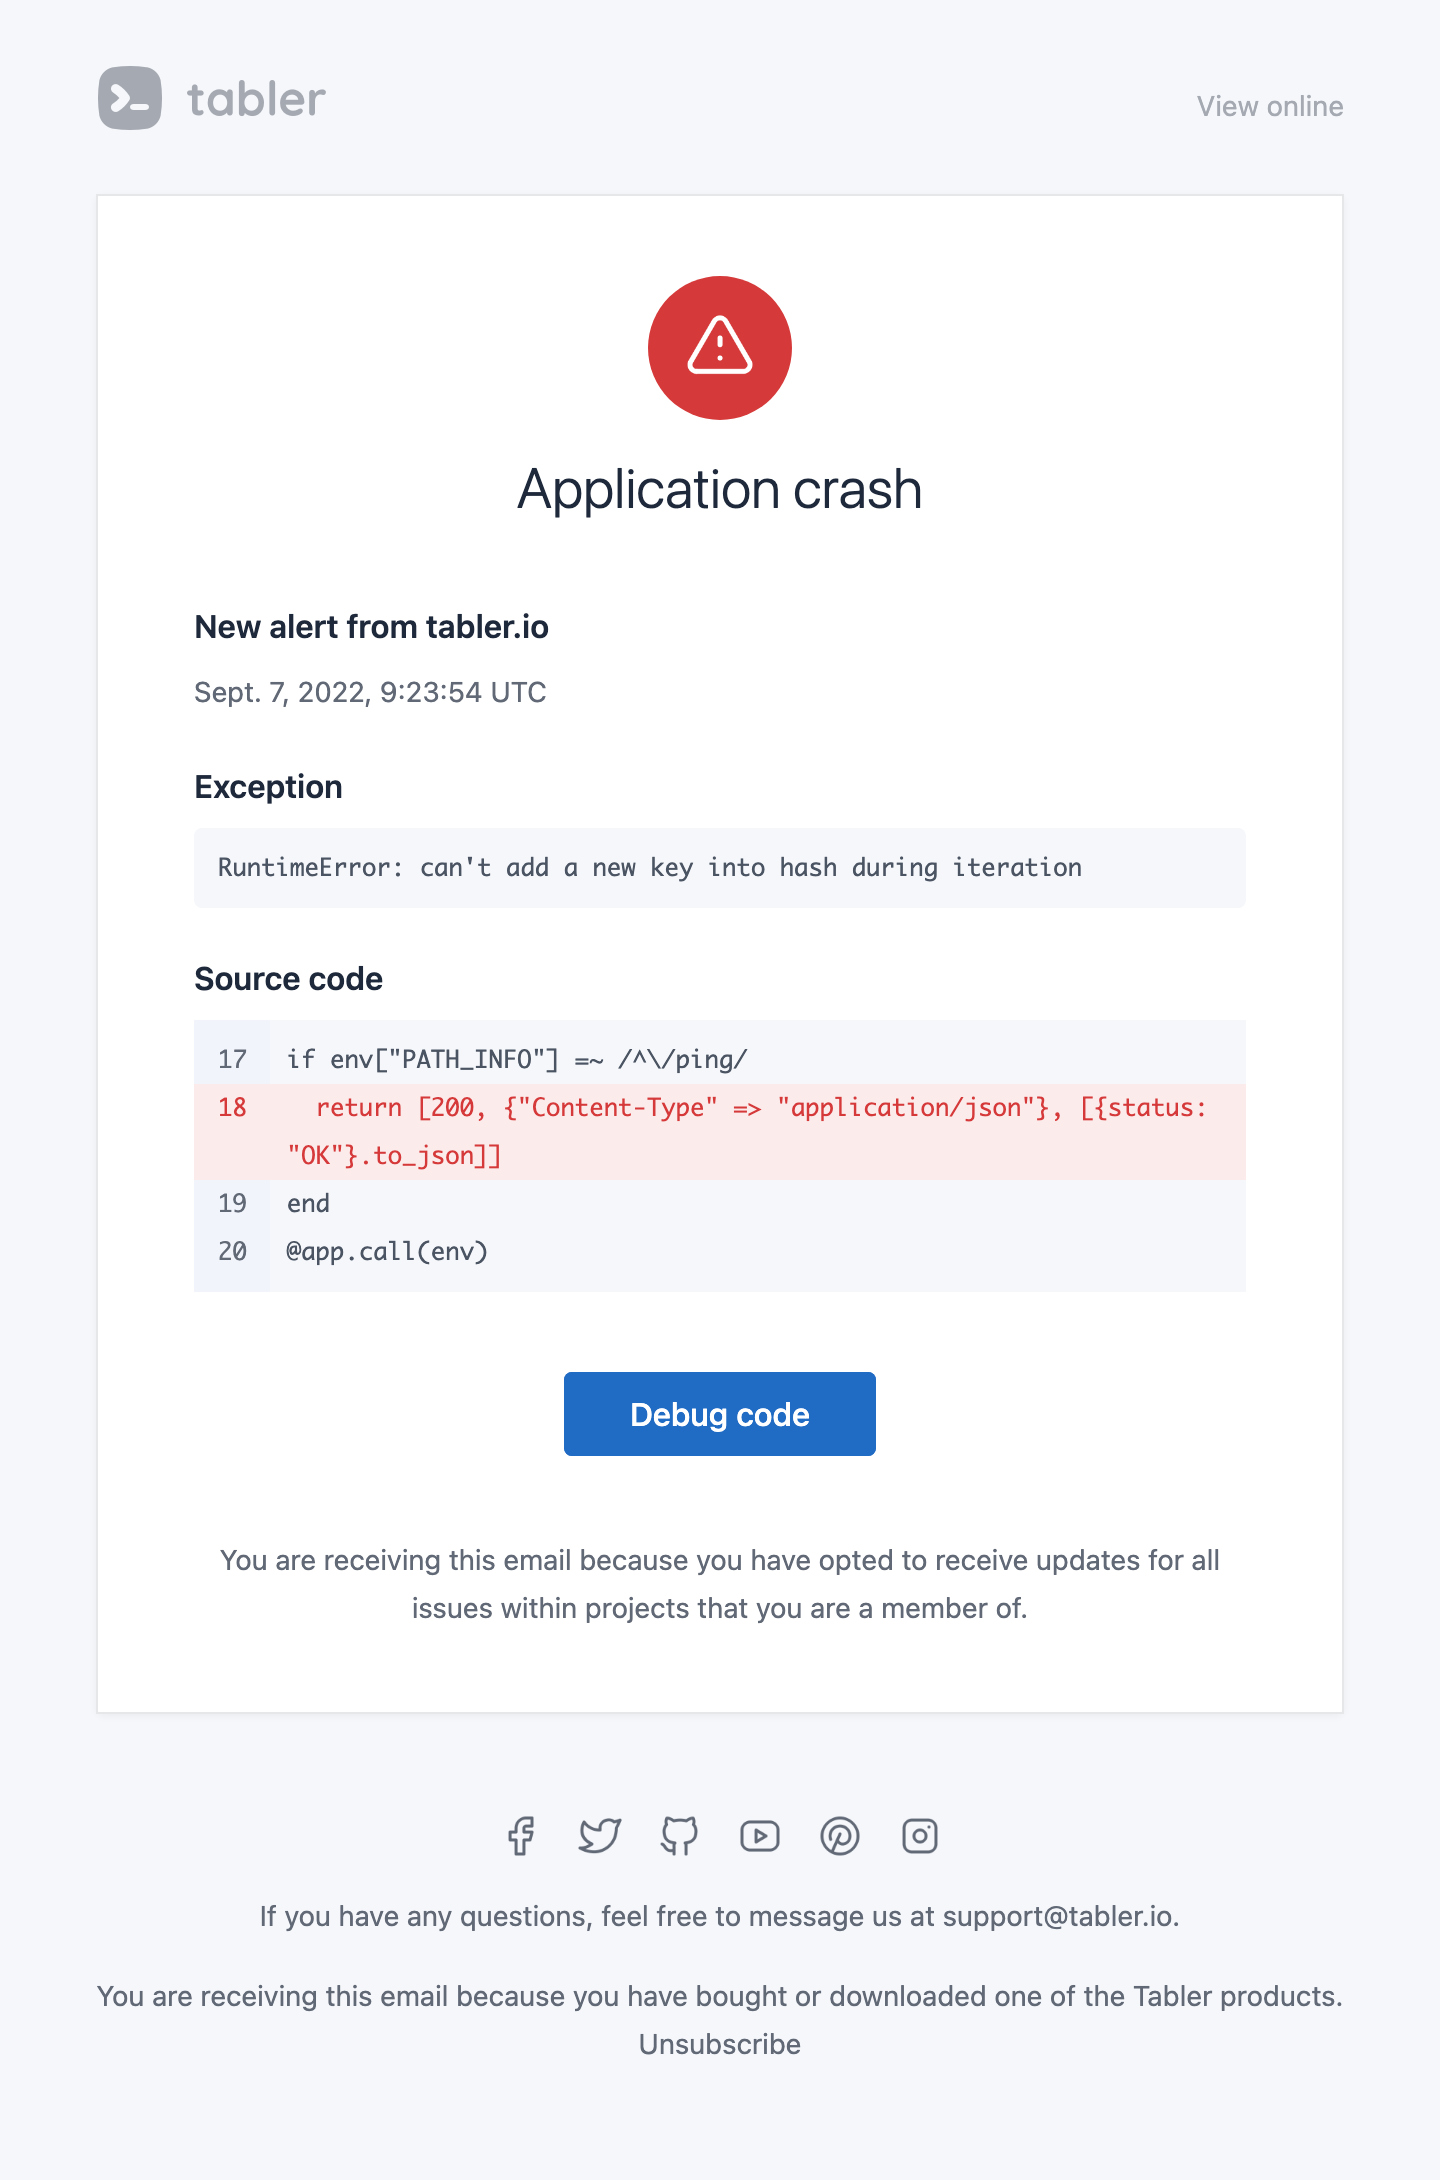 tabler
View online
Application crash
New alert from tabler.io
Sept. 7, 2022, 9:23:54 UTC
Exception
RuntimeError: can't add a new key into hash during iteration
Source code
17 if env["PATH_INFO"] =~ /^\/ping/
18   return [200, {"Content-Type" => "application/json"}, [{status:
"OK"}.to_json]]
19 end
20 @app.call(env)
Debug code
You are receiving this email because you have opted to receive updates for all
issues within projects that you are a member of.
If you have any questions, feel free to message us at support@tabler.io.
You are receiving this email because you have bought or downloaded one of the Tabler products.
Unsubscribe